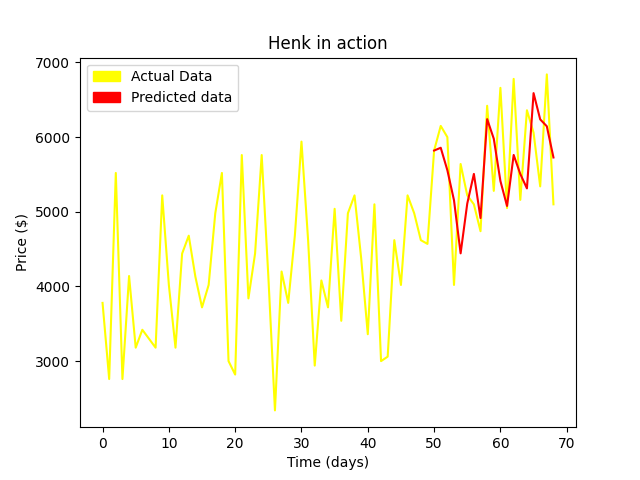 Henk in action
Actual Data
Predicted data
Price ($)
7000
6000
5000
4000
3000
0 10 20 30 40 50 60 70
Time (days)